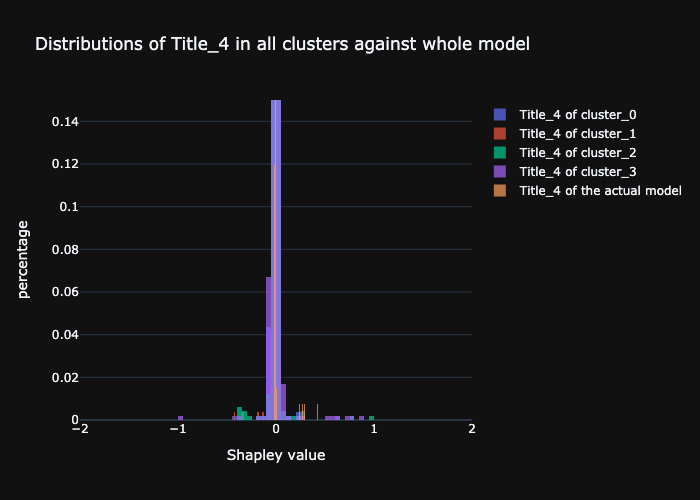 Distributions of Title_4 in all clusters against whole model
Title_4 of cluster_0
Title_4 of cluster_1
Title_4 of cluster_2
Title_4 of cluster_3
Title_4 of the actual model
percentage
0.14
0.12
0.1
0.08
0.06
0.04
0.02
0
−2
−1
0
1
2
Shapley value